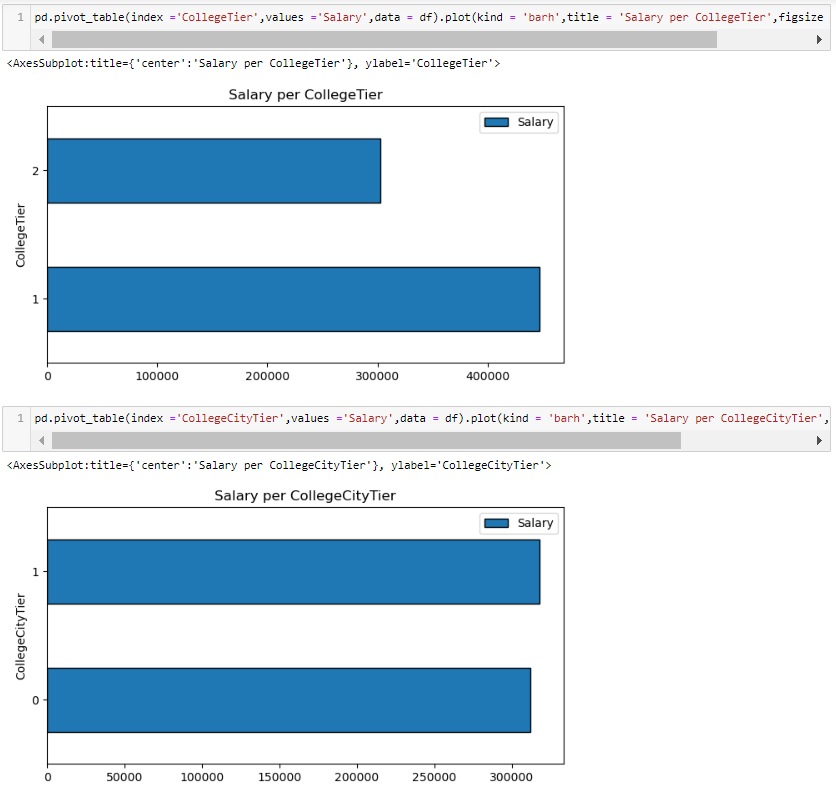 1 pd.pivot_table(index ='CollegeTier',values ='Salary',data = df).plot(kind = 'barh',title = 'Salary per CollegeTier',figsize
<AxesSubplot:title={'center':'Salary per CollegeTier'}, ylabel='CollegeTier'>
Salary per CollegeTier
Salary
2
CollegeTier
1
0 100000 200000 300000 400000
1 pd.pivot_table(index ='CollegeCityTier',values ='Salary',data = df).plot(kind = 'barh',title = 'Salary per CollegeCityTier',
<AxesSubplot:title={'center':'Salary per CollegeCityTier'}, ylabel='CollegeCityTier'>
Salary per CollegeCityTier
Salary
1
CollegeCityTier
0
0 50000 100000 150000 200000 250000 300000